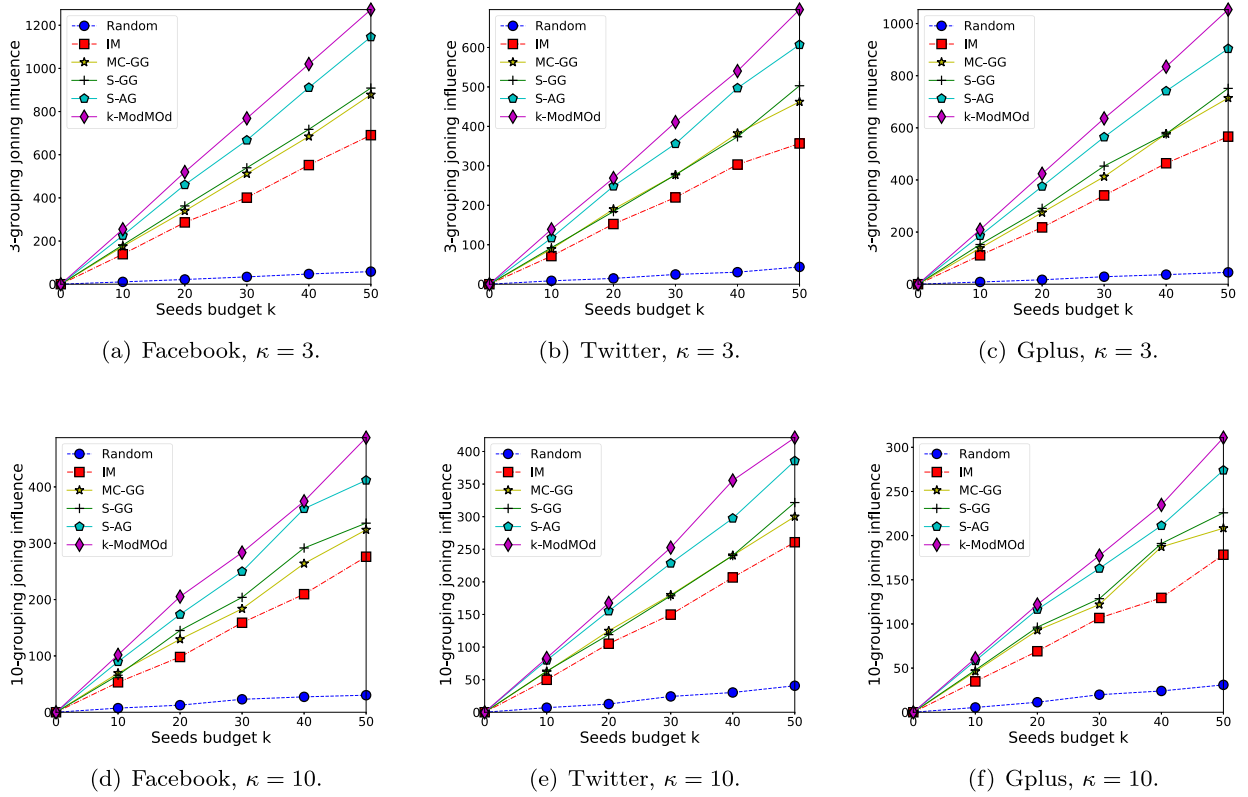 1200
1000
800
600
400
200
0
3-grouping joining influence
Random
IM
MC-GG
S-GG
S-AG
k-ModMOd
0 10 20 30 40 50
Seeds budget k
(a) Facebook, κ = 3.
600
500
400
300
200
100
0
3-grouping joining influence
Random
IM
MC-GG
S-GG
S-AG
k-ModMOd
0 10 20 30 40 50
Seeds budget k
(b) Twitter, κ = 3.
1000
800
600
400
200
0
3-grouping joining influence
Random
IM
MC-GG
S-GG
S-AG
k-ModMOd
0 10 20 30 40 50
Seeds budget k
(c) Gplus, κ = 3.
400
300
200
100
0
10-grouping joining influence
Random
IM
MC-GG
S-GG
S-AG
k-ModMOd
0 10 20 30 40 50
Seeds budget k
(d) Facebook, κ = 10.
400
350
300
250
200
150
100
50
0
10-grouping joining influence
Random
IM
MC-GG
S-GG
S-AG
k-ModMOd
0 10 20 30 40 50
Seeds budget k
(e) Twitter, κ = 10.
300
250
200
150
100
50
0
10-grouping joining influence
Random
IM
MC-GG
S-GG
S-AG
k-ModMOd
0 10 20 30 40 50
Seeds budget k
(f) Gplus, κ = 10.